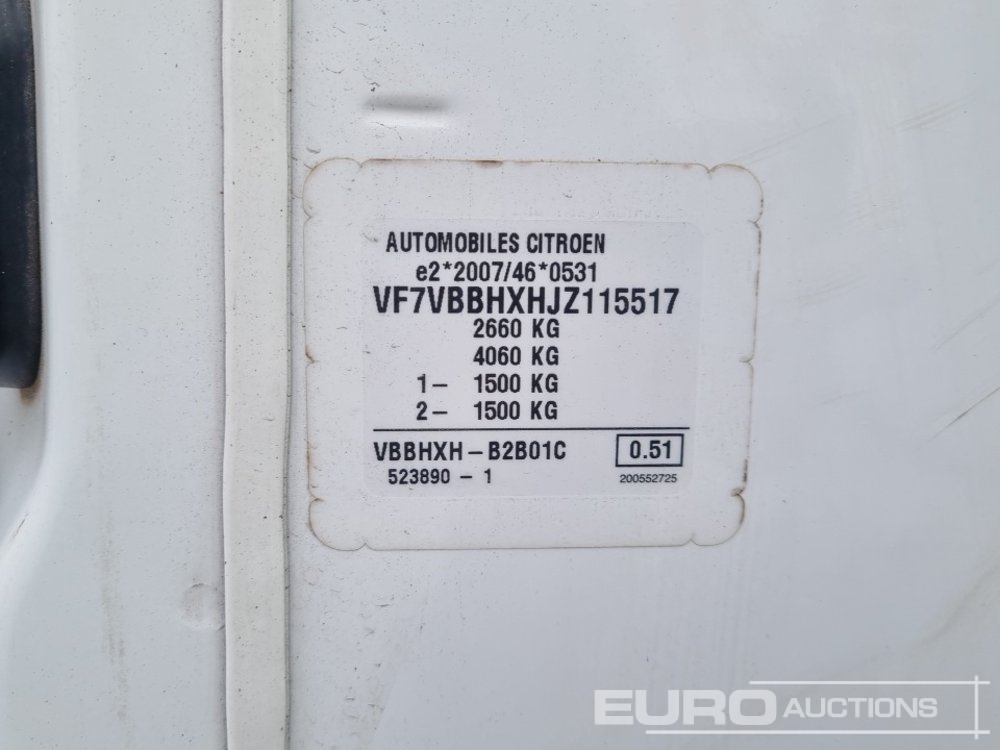 AUTOMOBILES CITROEN
e2*2007/46*0531
VF7VBBHXHJZ115517
2660 KG
4060 KG
1- 1500 KG
2- 1500 KG
VBBHXH-B2B01C 0.51
523890 - 1 200552725
EURO AUCTIONS